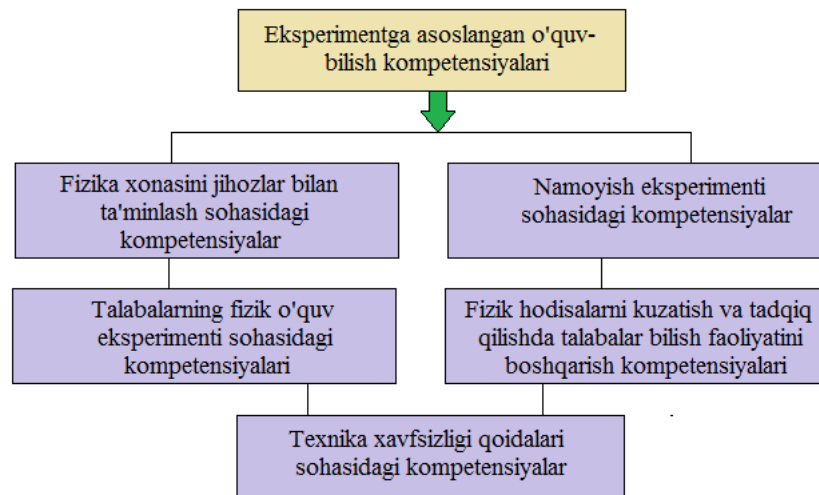 Eksperimentga asoslangan o'quv-
bilish kompetensiyalari
Fizika xonasini jihozlar bilan
ta'minlash sohasidagi
kompetensiyalar
Namoyish eksperimenti
sohasidagi kompetensiyalar
Talabalarning fizik o'quv
eksperimenti sohasidagi
kompetensiyalari
Fizik hodisalarni kuzatish va tadqiq
qilishda talabalar bilish faoliyatini
boshqarish kompetensiyalari
Texnika xavfsizligi qoidalari
sohasidagi kompetensiyalar